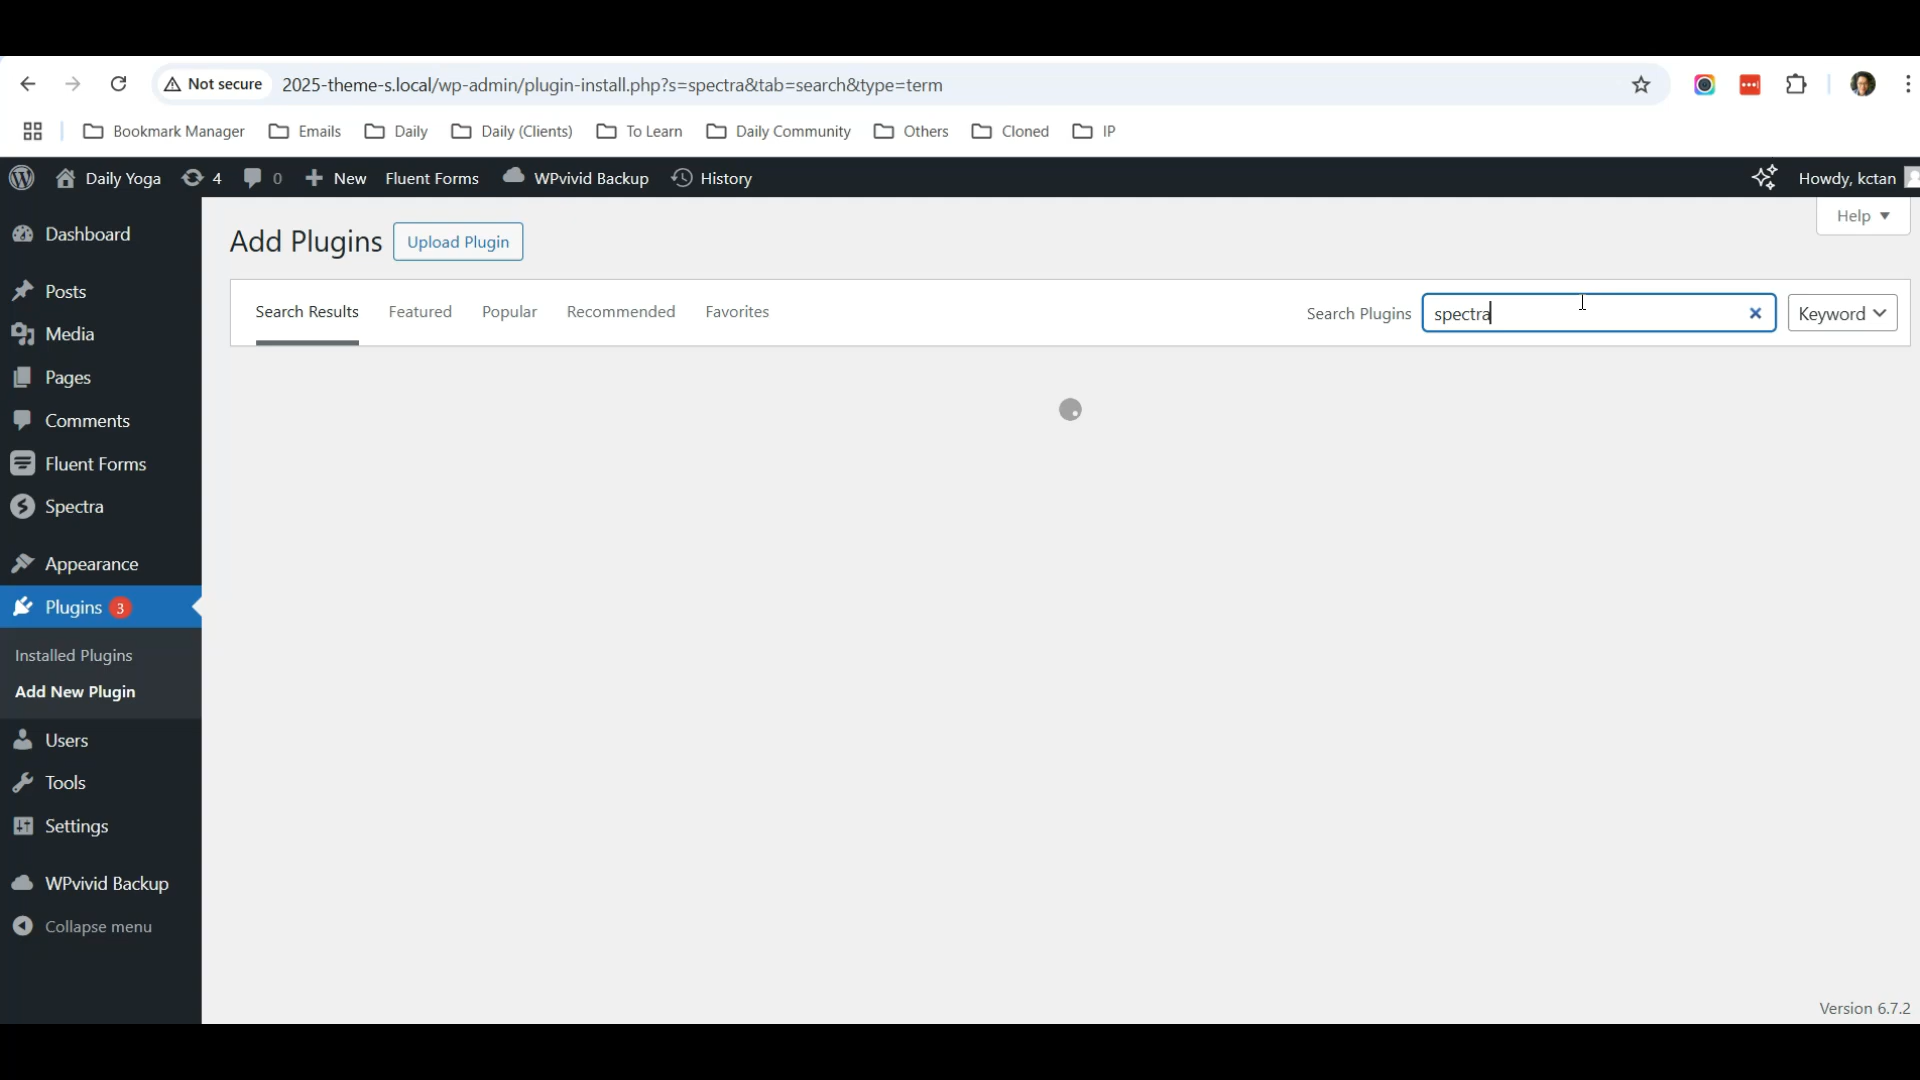 Not secure 2025-theme-s.local/wp-admin/plugin-install.php?s=spectra&tab=search&type=term
Bookmark Manager Emails Daily Daily (Clients) To Learn Daily Community Others Cloned IP
Daily Yoga 4 0 New Fluent Forms WPvivid Backup History Howdy, kctan
Help
Add Plugins Upload Plugin
Search Results Featured Popular Recommended Favorites Search Plugins spectra Keyword
Dashboard
Posts
Media
Pages
Comments
Fluent Forms
Spectra
Appearance
Plugins 3
Installed Plugins
Add New Plugin
Users
Tools
Settings
WPvivid Backup
Collapse menu
Version 6.7.2